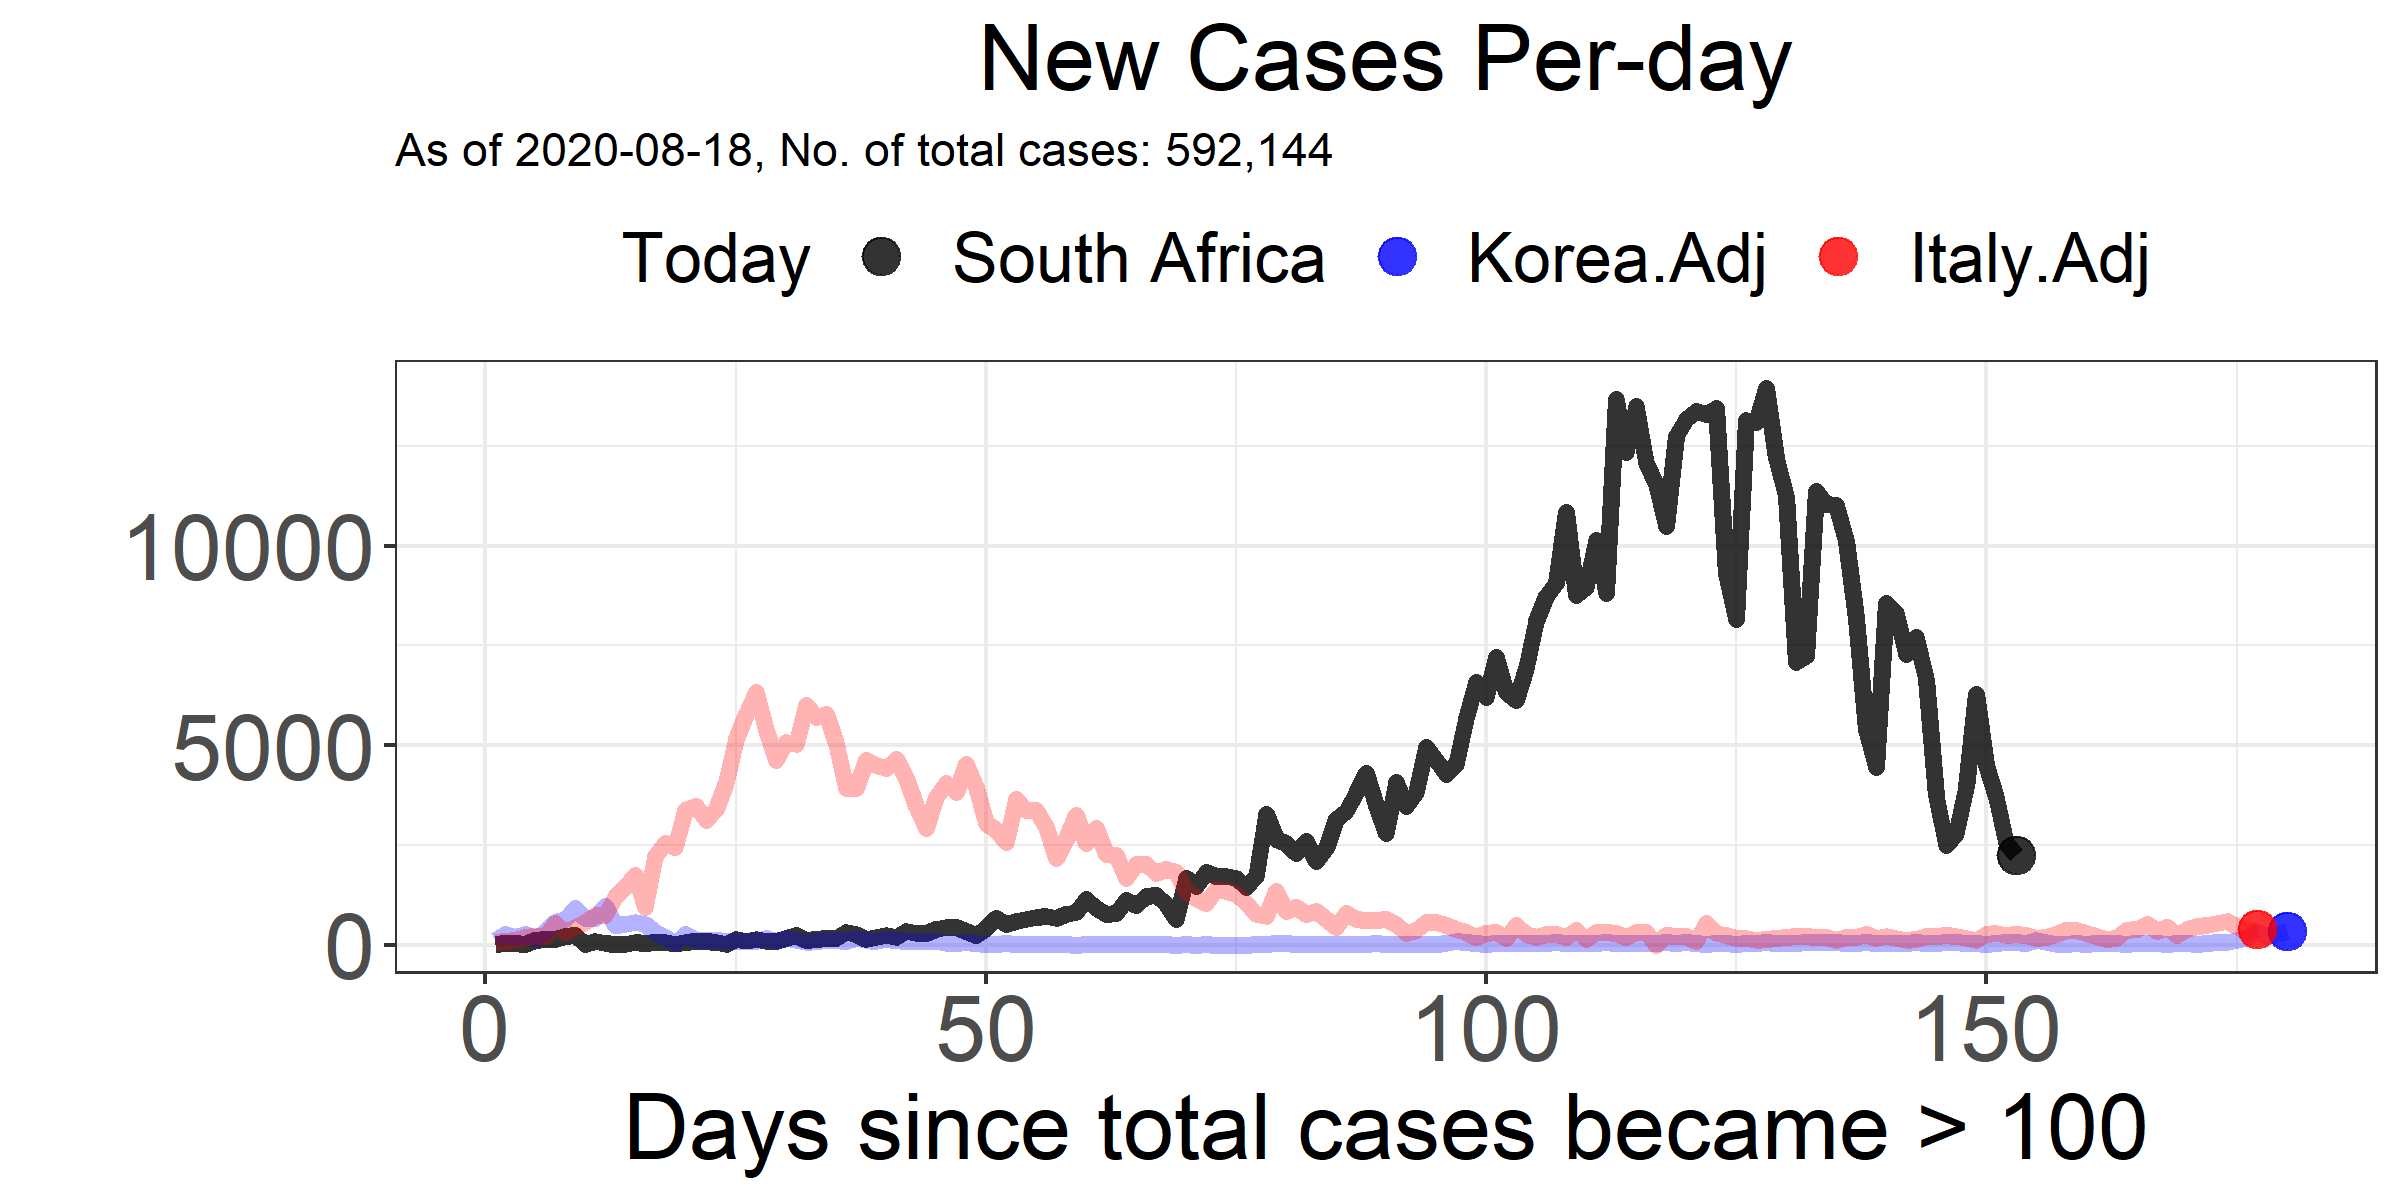 New Cases Per-day
As of 2020-08-18, No. of total cases: 592,144
Today South Africa Korea.Adj Italy.Adj
10000
5000
0
0 50 100 150
Days since total cases became > 100